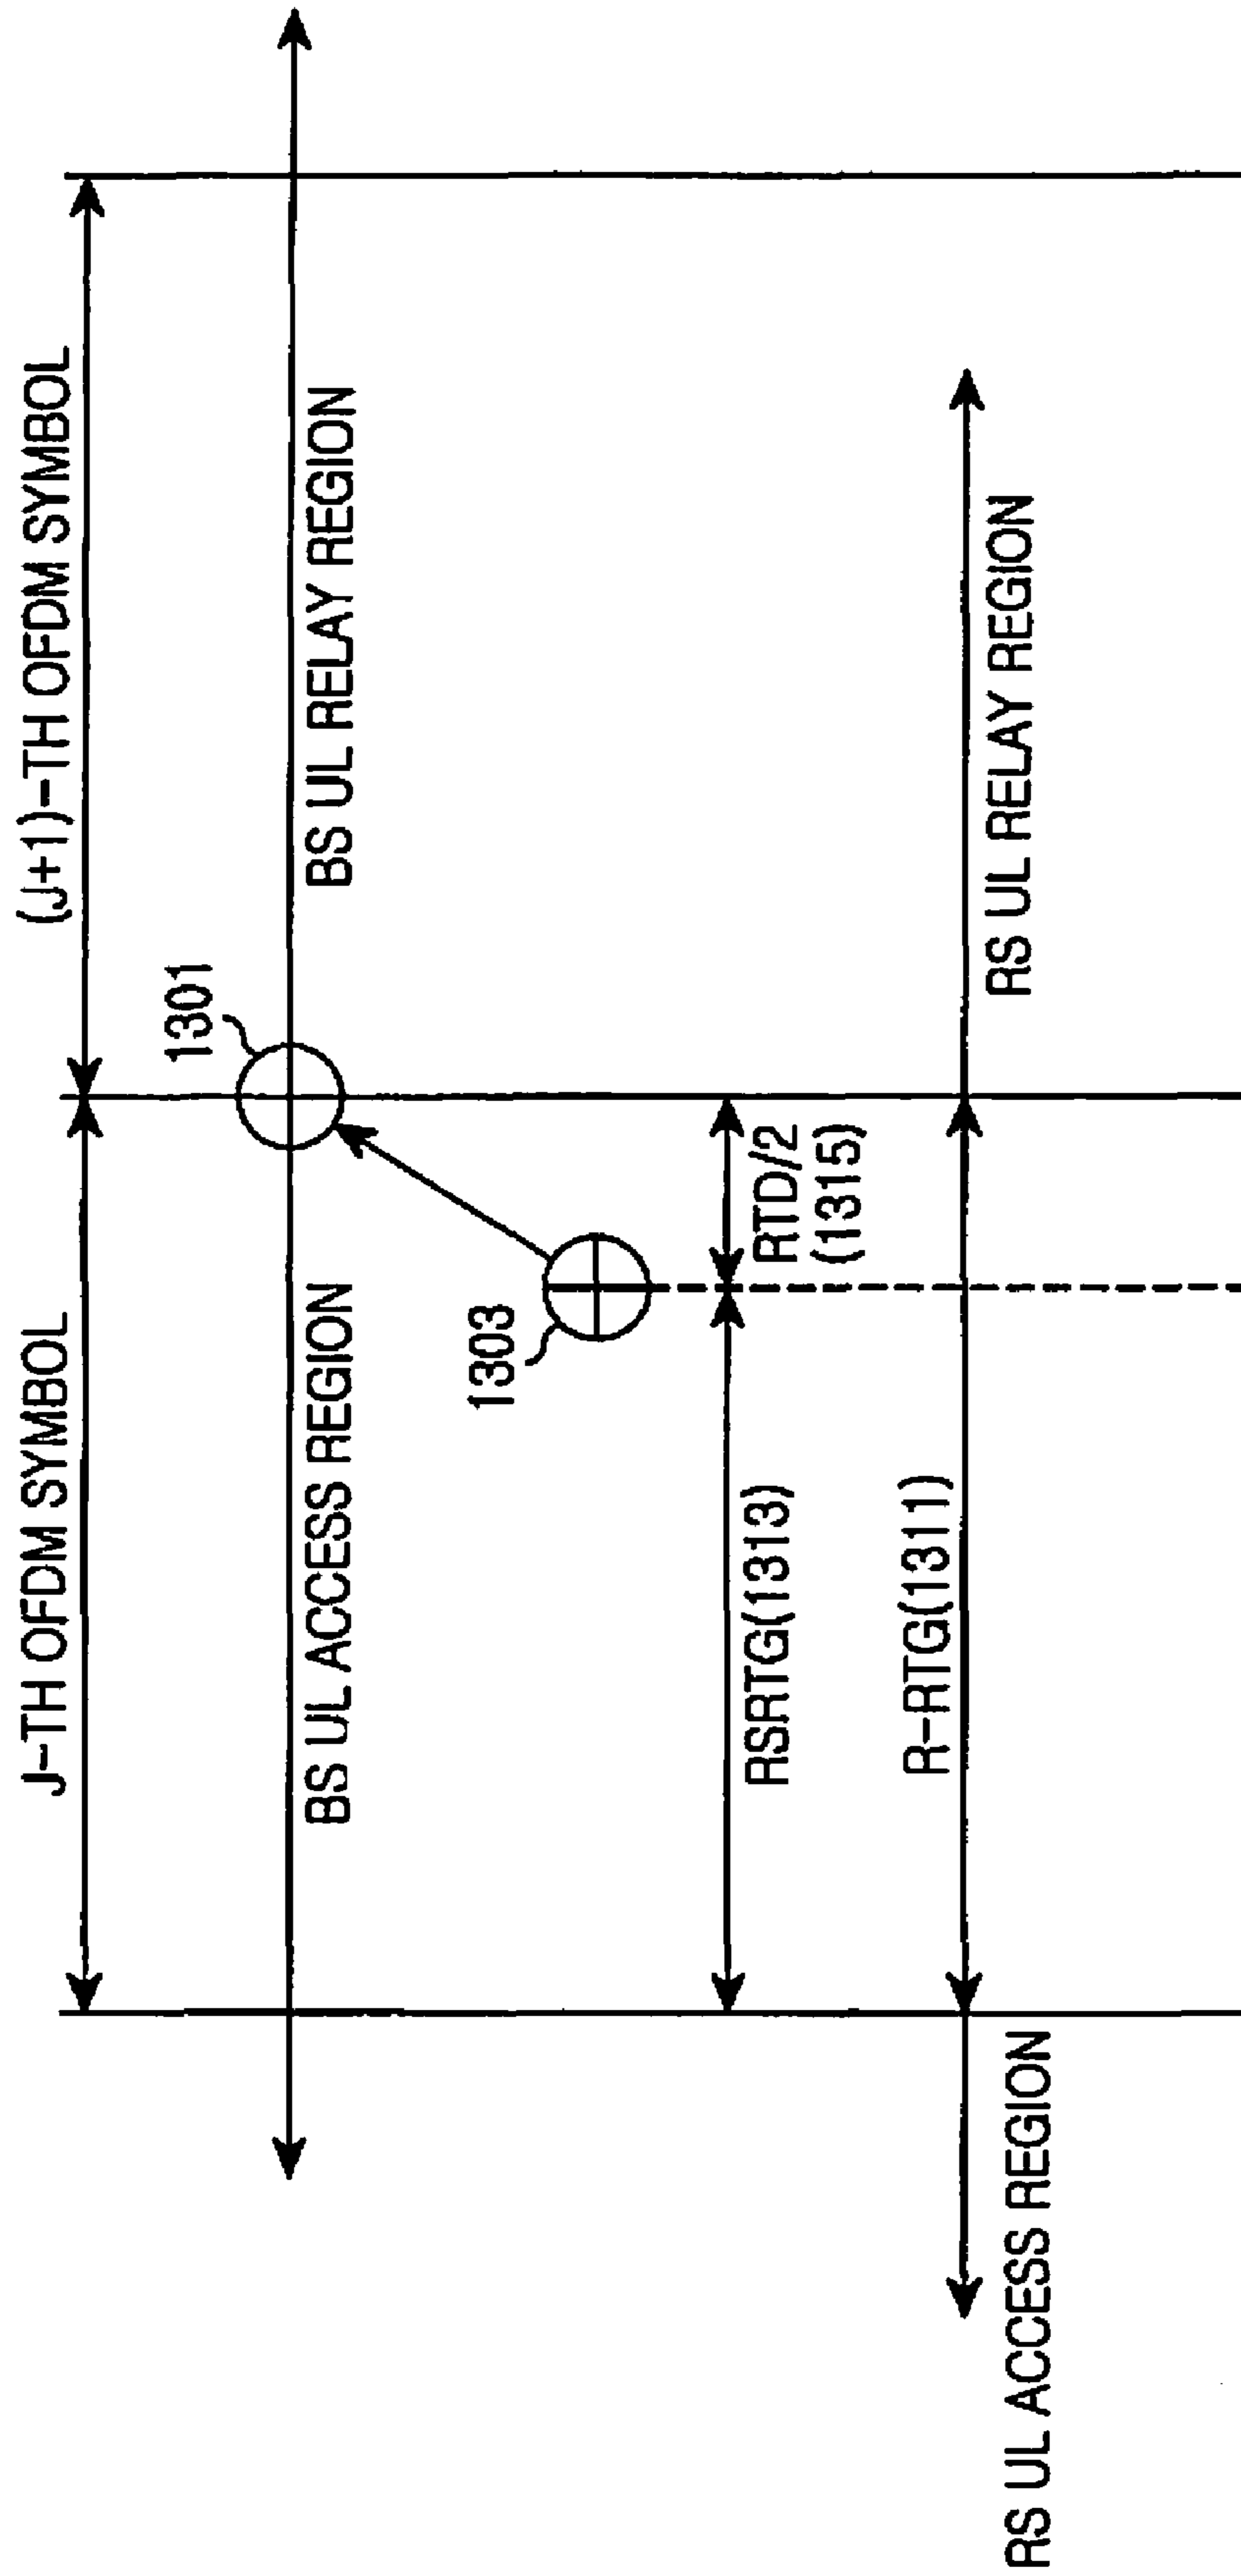 J-TH OFDM SYMBOL
(J+1)-TH OFDM SYMBOL
1301
BS UL ACCESS REGION
BS UL RELAY REGION
1303
RSRTG(1313)
RTD/2
(1315)
R-RTG(1311)
RS UL ACCESS REGION
RS UL RELAY REGION